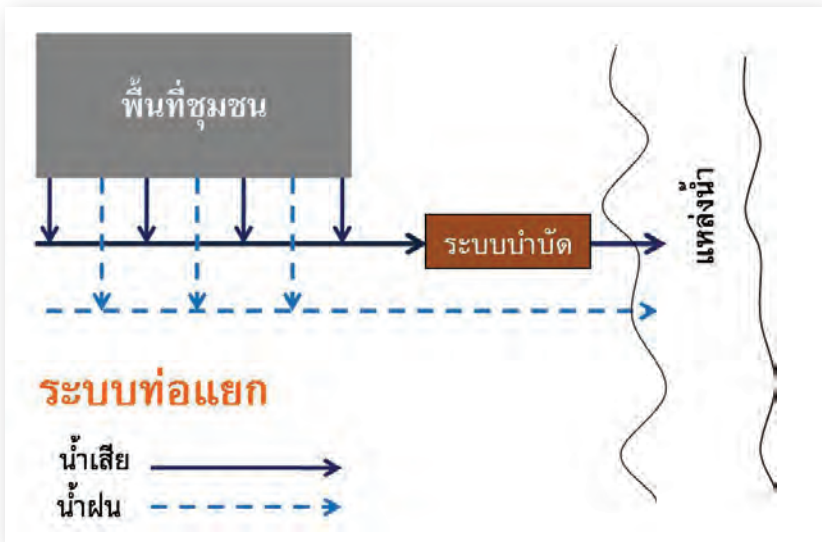 พื้นที่ชุมชน
ระบบบำบัด
แหล่งน้ำ
ระบบท่อแยก
น้ำเสีย
น้ำฝน